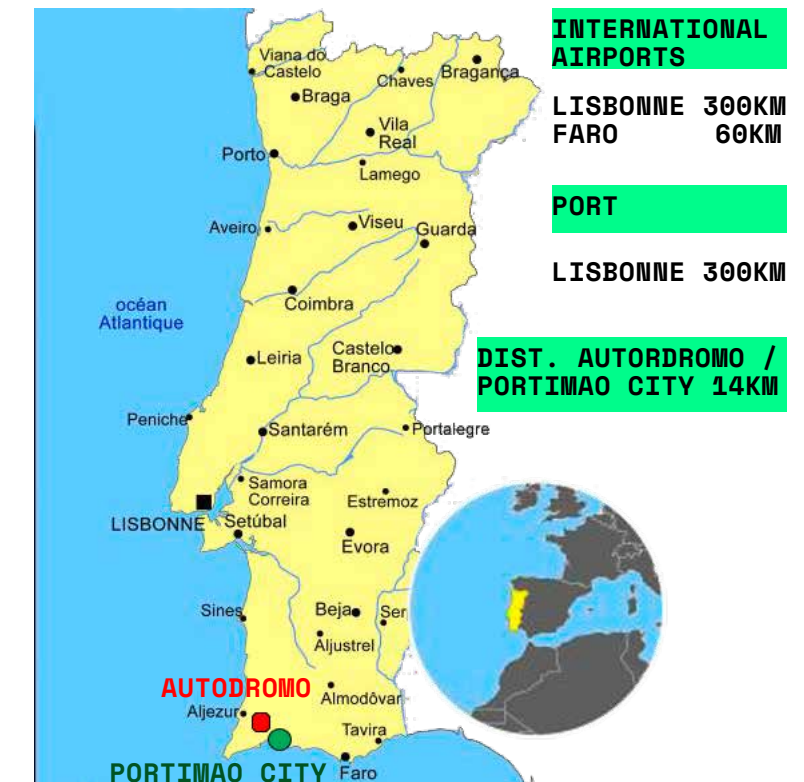 INTERNATIONAL
AIRPORTS
LISBONNE 300KM
FARO 60KM
PORT
LISBONNE 300KM
DIST. AUTORDROMO /
PORTIMAO CITY 14KM
Viana do
Castelo
Braga
Chaves
Bragança
Vila
Real
Porto
Lamego
Aveiro
Viseu
Guarda
Coimbra
océan
Atlantique
Leiria
Castelo
Branco
Peniche
Santarém
Portalegre
Samora
Correira
Estremoz
LISBONNE
Setúbal
Evora
Sines
Beja
Ser
Aljustrel
AUTODROMO
Almodôvar
Aljezur
Tavira
PORTIMAO CITY
Faro